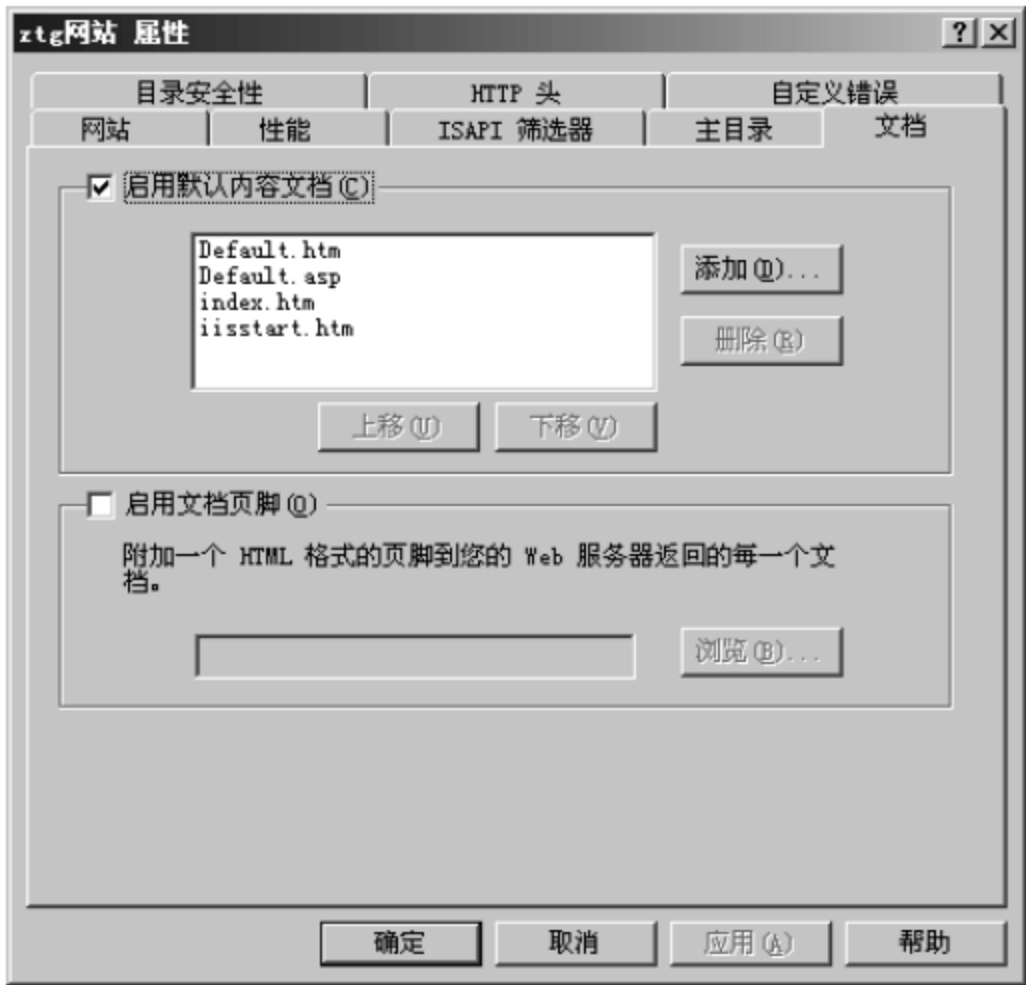 ztg网站 属性
目录安全性 HTTP 头 自定义错误
网站 性能 ISAPI 筛选器 主目录 文档
启用默认内容文档(C)
Default.htm
Default.asp
index.htm
iisstart.htm
添加(D)...
删除(R)
上移(U) 下移(V)
启用文档页脚(O)
附加一个 HTML 格式的页脚到您的 Web 服务器返回的每一个文
档。
浏览(B)...
确定 取消 应用(A) 帮助